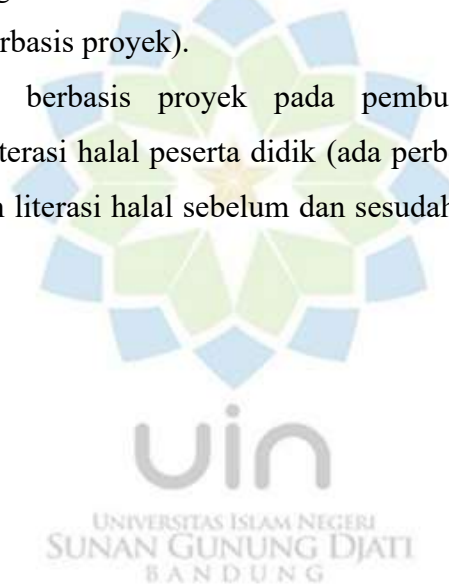 rbasis proyek).
berbasis proyek pada pembu
terasi halal peserta didik (ada perb
literasi halal sebelum dan sesudah
uin
UNIVERSITAS ISLAM NEGERI
SUNAN GUNUNG DJATI
BANDUNG